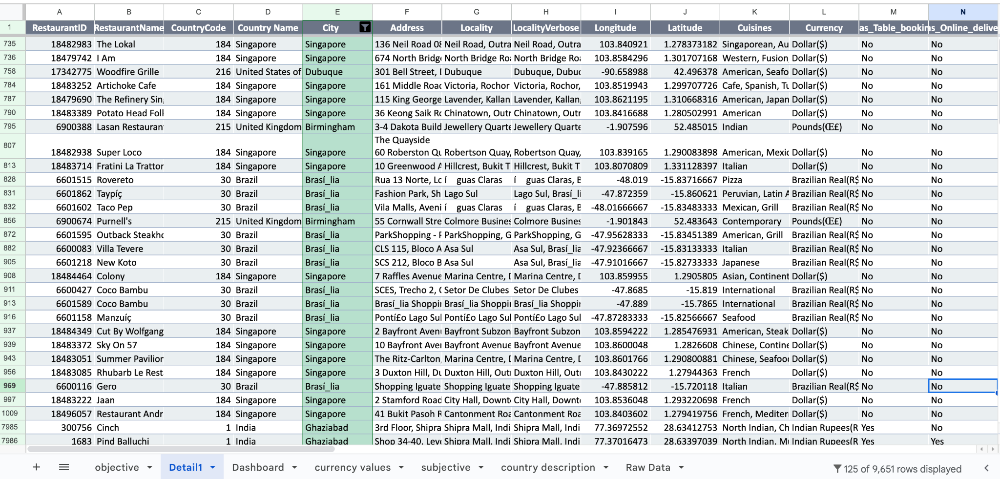 A B C D E F G H I J K L M N
1 RestaurantID RestaurantName CountryCode Country Name City Address Locality LocalityVerbose Longitude Latitude Cuisines Currency as_Table_bookin s_Online_delive
735 18482983 The Lokal 184 Singapore Singapore 136 Neil Road 08 Neil Road, Outra Neil Road, Outra 103.840921 1.278373182 Singaporean, Au Dollar($) No No
736 18479742 I Am 184 Singapore Singapore 674 North Bridge North Bridge Roa North Bridge Roa 103.8584296 1.301707168 Western, Fusion, Dollar($) No No
758 17342775 Woodfire Grille 216 United States of Dubuque 301 Bell Street, Dubuque Dubuque, Dubuc -90.658988 42.496378 American, Seafo Dollar($) No No
784 18483252 Artichoke Cafe 184 Singapore Singapore 161 Middle Road Victoria, Rochor Victoria, Rochor, 103.8519943 1.299707726 Cafe, Spanish, Tu Dollar($) No No
787 18479690 The Refinery Sin 184 Singapore Singapore 115 King George Lavender, Kallan Lavender, Kallan 103.8621195 1.310668316 American, Japan Dollar($) No No
790 18483389 Potato Head Foll 184 Singapore Singapore 36 Keong Saik Ro Chinatown, Outr Chinatown, Outr 103.8416688 1.280502991 American Dollar($) No No
795 6900388 Lasan Restauran 215 United Kingdom Birmingham 3-4 Dakota Build Jewellery Quarte Jewellery Quarte -1.907596 52.485015 Indian Pounds(Œ£) No No
The Quayside
807 18482938 Super Loco 184 Singapore Singapore 60 Roberston Qu Robertson Quay, Robertson Quay, 103.839165 1.290083898 American, Mexic Dollar($) No No
813 18483714 Fratini La Trattor 184 Singapore Singapore 10 Greenwood A Hillcrest, Bukit T Hillcrest, Bukit T 103.8070809 1.331128397 Italian Dollar($) No No
828 6601515 Rovereto 30 Brazil Brasí_lia Rua 13 Norte, Lo í guas Claras í guas Claras, B -48.019 -15.83716667 Pizza Brazilian Real(R$ No No
831 6601862 Taypíç 30 Brazil Brasí_lia Fashion Park, Sh Lago Sul Lago Sul, Brasí_li -47.872359 -15.860621 Peruvian, Latin A Brazilian Real(R$ No No
832 6601602 Taco Pep 30 Brazil Brasí_lia Vila Malls, Aveni í guas Claras í guas Claras, B -48.01666667 -15.83483333 Mexican, Grill Brazilian Real(R$ No No
856 6900674 Purnell's 215 United Kingdom Birmingham 55 Cornwall Stre Colmore Busines Colmore Busines -1.901843 52.483643 Contemporary Pounds(Œ£) No No
872 6601595 Outback Steakho 30 Brazil Brasí_lia ParkShopping - P ParkShopping, G ParkShopping, G -47.95628333 -15.83451389 American, Grill Brazilian Real(R$ No No
882 6600083 Villa Tevere 30 Brazil Brasí_lia CLS 115, Bloco A Asa Sul Asa Sul, Brasí_lia -47.92366667 -15.83133333 Italian Brazilian Real(R$ No No
905 6601218 New Koto 30 Brazil Brasí_lia SCS 212, Bloco B Asa Sul Asa Sul, Brasí_lia -47.91016667 -15.82733333 Japanese Brazilian Real(R$ No No
908 18484464 Colony 184 Singapore Singapore 7 Raffles Avenue Marina Centre, D Marina Centre, D 103.859955 1.2905805 Asian, Continent Dollar($) No No
911 6600427 Coco Bambu 30 Brazil Brasí_lia SCES, Trecho 2, C Setor De Clubes Setor De Clubes -47.8685 -15.819 International Brazilian Real(R$ No No
913 6601589 Coco Bambu 30 Brazil Brasí_lia Brasí_lia Shoppin Brasí_lia Shoppin Brasí_lia Shoppin -47.889 -15.7865 International Brazilian Real(R$ No No
916 6601158 Manzuíç 30 Brazil Brasí_lia Pontí£o Lago Sul Pontí£o Lago Sul Pontí£o Lago Sul -47.87283333 -15.82566667 Seafood Brazilian Real(R$ No No
937 18484349 Cut By Wolfgang 184 Singapore Singapore 2 Bayfront Aven Bayfront Subzon Bayfront Subzon 103.8594222 1.285476931 American, Steak Dollar($) No No
939 18483372 Sky On 57 184 Singapore Singapore 10 Bayfront Aven Bayfront Avenue Bayfront Avenue 103.8600048 1.2826608 Chinese, Contine Dollar($) No No
943 18483051 Summer Pavilion 184 Singapore Singapore The Ritz-Carlton, Marina Centre, D Marina Centre, D 103.8601766 1.290800881 Chinese, Seafood Dollar($) No No
956 18483085 Rhubarb Le Rest 184 Singapore Singapore 3 Duxton Hill, Du Duxton Hill, Outr Duxton Hill, Outr 103.8430222 1.27944363 French Dollar($) No No
969 6600116 Gero 30 Brazil Brasí_lia Shopping Iguate Shopping Iguate Shopping Iguate -47.885812 -15.720118 Italian Brazilian Real(R$ No No
997 18483222 Jaan 184 Singapore Singapore 2 Stamford Road City Hall, Downt City Hall, Downt 103.8536048 1.293220698 French Dollar($) No No
1009 18496057 Restaurant Andr 184 Singapore Singapore 41 Bukit Pasoh R Cantonment Roa Cantonment Roa 103.8403602 1.279419756 French, Mediter Dollar($) No No
7985 300756 Cinch 1 India Ghaziabad 3rd Floor, Shipra Shipra Mall, Indi Shipra Mall, Indi 77.36972552 28.63412753 North Indian, Ch Indian Rupees(R Yes No
7986 1683 Pind Balluchi 1 India Ghaziabad Shop 34-40, Leve Shipra Mall, Indi Shipra Mall, Indi 77.37016473 28.63397039 North Indian, Mu Indian Rupees(R Yes Yes
objective Detail1 Dashboard currency values subjective country description Raw Data 125 of 9,651 rows displayed